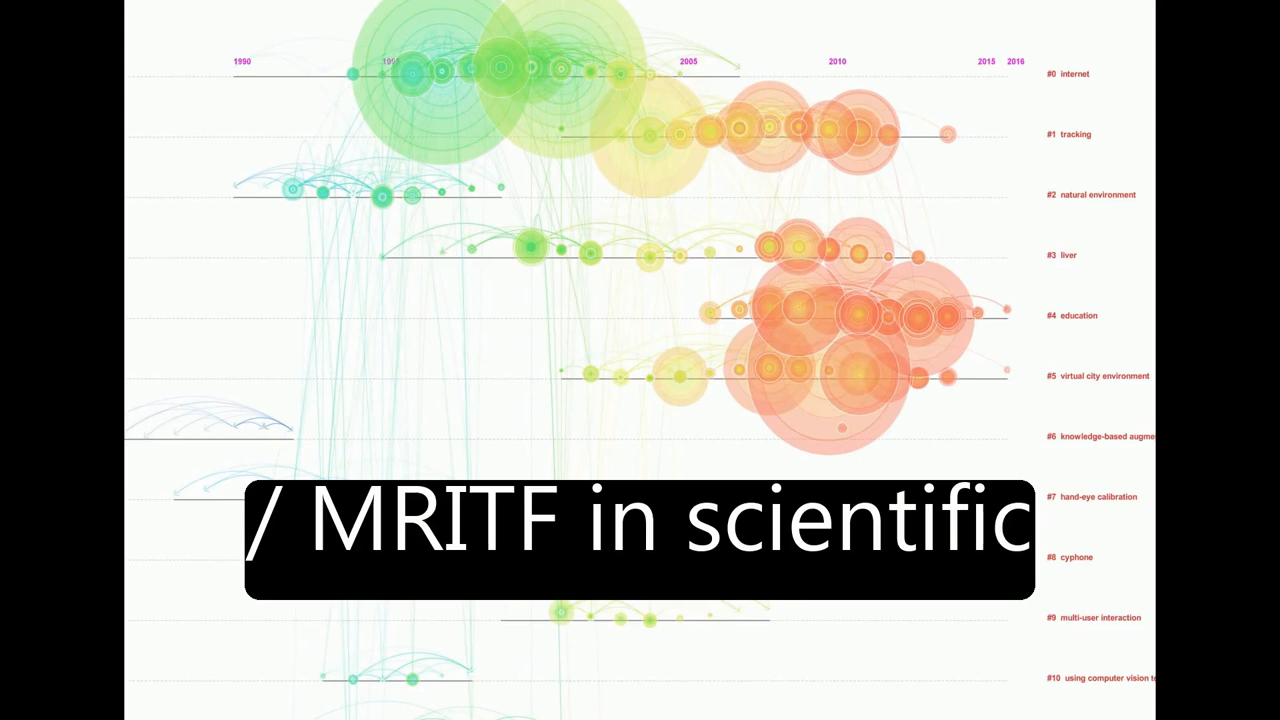 1990 1995 2005 2010 2015 2016
#0 internet
#1 tracking
#2 natural environment
#3 liver
#4 education
#5 virtual city environment
#6 knowledge-based augme
#7 hand-eye calibration
/ MRITF in scientific
#8 cyphone
#9 multi-user interaction
#10 using computer vision te